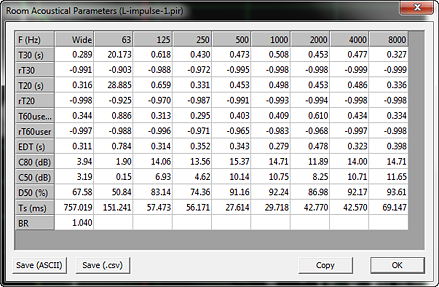 Room Acoustical Parameters (L-impulse-1.pir)
F (Hz) Wide 63 125 250 500 1000 2000 4000 8000
T30 (s) 0.289 20.173 0.618 0.430 0.473 0.508 0.453 0.477 0.327
rT30 -0.991 -0.903 -0.988 -0.972 -0.995 -0.998 -0.998 -0.999 -0.999
T20 (s) 0.316 28.885 0.659 0.331 0.453 0.498 0.453 0.486 0.336
rT20 -0.998 -0.925 -0.970 -0.987 -0.991 -0.993 -0.994 -0.998 -0.998
T60use... 0.344 0.886 0.313 0.295 0.403 0.409 0.610 0.434 0.334
rT60user -0.997 -0.988 -0.996 -0.971 -0.965 -0.983 -0.968 -0.997 -0.998
EDT (s) 0.311 0.784 0.314 0.352 0.343 0.279 0.478 0.323 0.398
C80 (dB) 3.94 1.90 14.06 13.56 15.37 14.71 11.89 14.00 14.71
C50 (dB) 3.19 0.15 6.93 4.62 10.14 10.75 8.25 10.71 11.65
D50 (%) 67.58 50.84 83.14 74.36 91.16 92.24 86.98 92.17 93.61
Ts (ms) 757.019 151.241 57.473 56.171 27.614 29.718 42.770 42.570 69.147
BR 1.040
Save (ASCII) Save (.csv) Copy OK